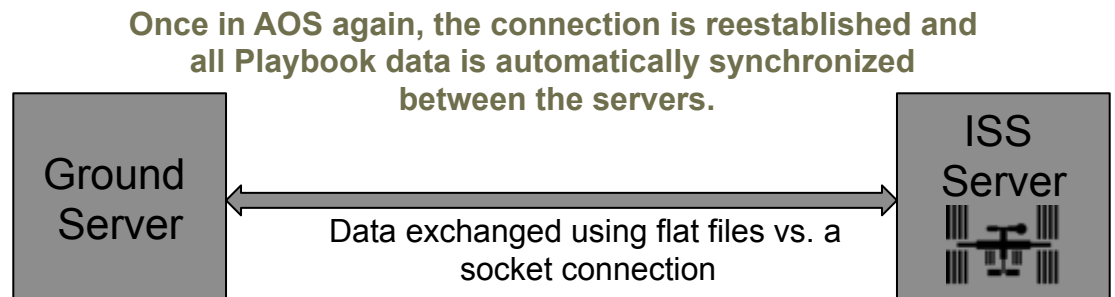 Once in AOS again, the connection is reestablished and
all Playbook data is automatically synchronized
between the servers.
Ground
Server
Data exchanged using flat files vs. a
socket connection
ISS
Server